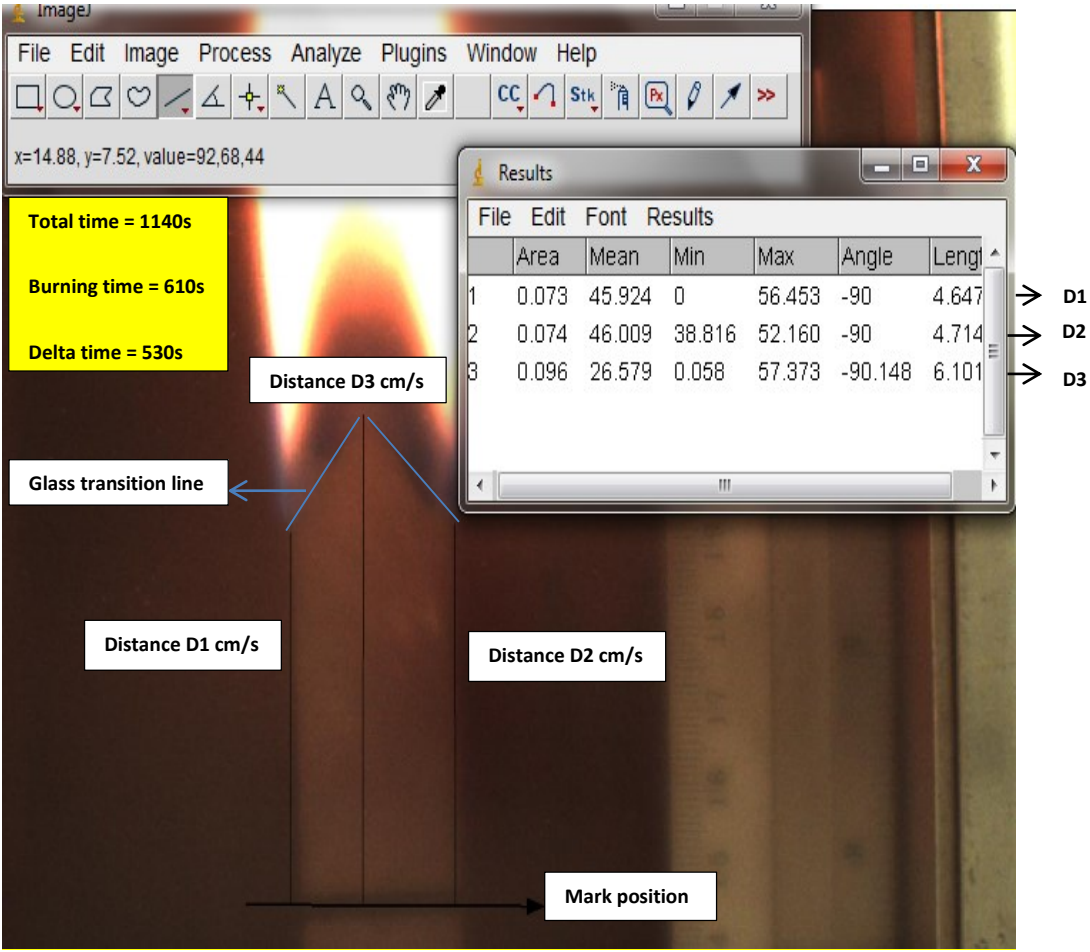 ImageJ
File Edit Image Process Analyze Plugins Window Help
A CC Stk Px >>
x=14.88, y=7.52, value=92,68,44
Results
File Edit Font Results
Area Mean Min Max Angle Lengt
1 0.073 45.924 0 56.453 -90 4.647
D1
2 0.074 46.009 38.816 52.160 -90 4.714
D2
3 0.096 26.579 0.058 57.373 -90.148 6.101
D3
Total time = 1140s
Burning time = 610s
Delta time = 530s
Distance D3 cm/s
Glass transition line
Distance D1 cm/s
Distance D2 cm/s
Mark position